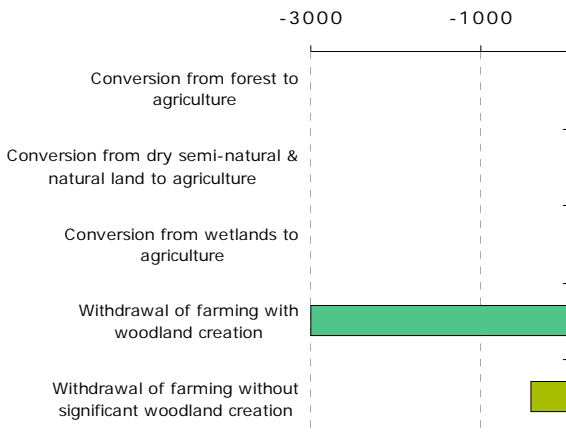 -3000 -1000
Conversion from forest to
agriculture
Conversion from dry semi-natural &
natural land to agriculture
Conversion from wetlands to
agriculture
Withdrawal of farming with
woodland creation
Withdrawal of farming without
significant woodland creation